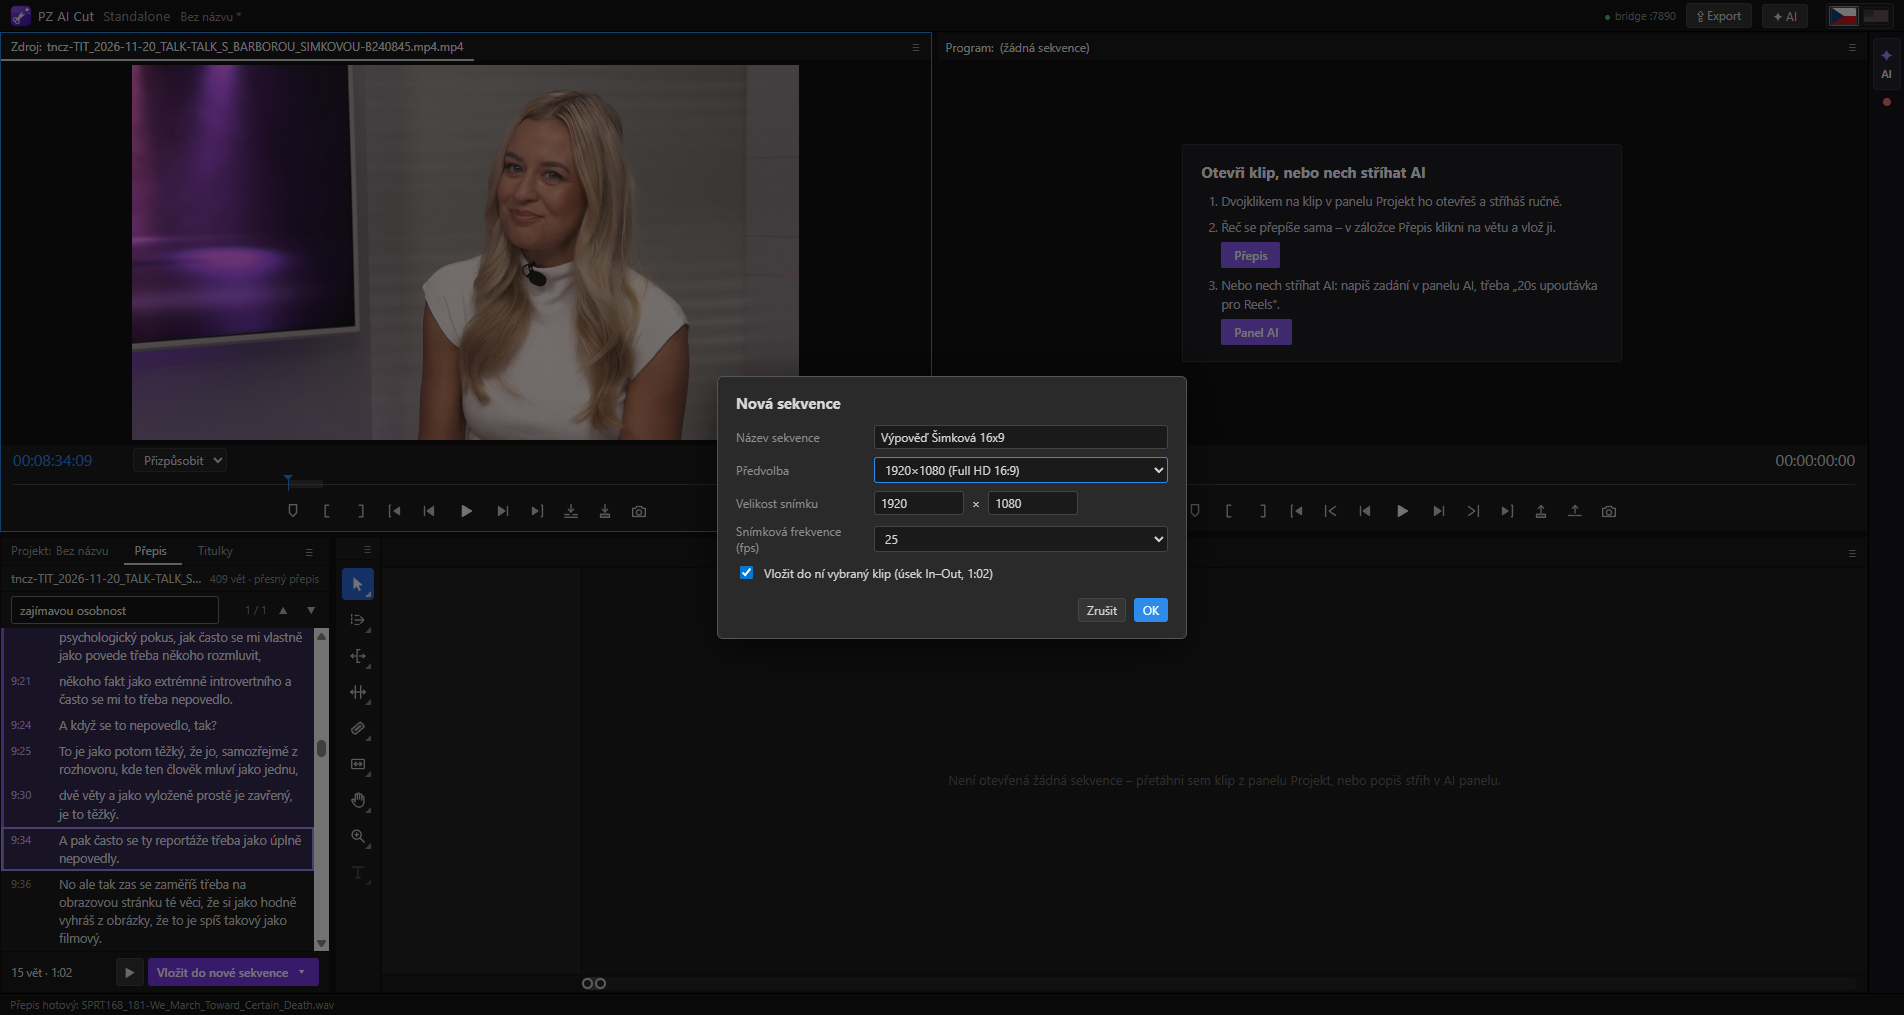 PZ AI Cut Standalone Bez názvu *
bridge :7890
Export
AI
Zdroj: tncz-TIT_2026-11-20_TALK-TALK_S_BARBOROU_SIMKOVOU-B240845.mp4.mp4
Program: (žádná sekvence)
AI
Otevři klip, nebo nech stříhat AI
1. Dvojklikem na klip v panelu Projekt ho otevřeš a stříháš ručně.
2. Řeč se přepíše sama – v záložce Přepis klikni na větu a vlož ji.
Přepis
3. Nebo nech stříhat AI: napiš zadání v panelu AI, třeba „20s upoutávka
pro Reels“.
Panel AI
00:08:34:09
Přizpůsobit
00:00:00:00
Nová sekvence
Název sekvence
Výpověď Šimková 16x9
Předvolba
1920×1080 (Full HD 16:9)
Velikost snímku
1920 × 1080
Snímková frekvence
(fps)
25
Vložit do ní vybraný klip (úsek In–Out, 1:02)
Zrušit
OK
Projekt: Bez názvu
Přepis
Titulky
tncz-TIT_2026-11-20_TALK-TALK_S... 409 vět · přesný přepis
zajímavou osobnost
1 / 1
psychologický pokus, jak často se mi vlastně
jako povede třeba někoho rozmluvit,
9:21 někoho fakt jako extrémně introvertního a
často se mi to třeba nepovedlo.
9:24 A když se to nepovedlo, tak?
9:25 To je jako potom těžký, že jo, samozřejmě z
rozhovoru, kde ten člověk mluví jako jednu,
9:30 dvě věty a jako vyloženě prostě je zavřený,
je to těžký.
9:34 A pak často se ty reportáže třeba jako úplně
nepovedly.
9:36 No ale tak zas se zaměříš třeba na
obrazovou stránku té věci, že si jako hodně
vyhráš z obrázky, že to je spíš takový jako
filmový.
15 vět · 1:02
Vložit do nové sekvence
Není otevřená žádná sekvence – přetáhni sem klip z panelu Projekt, nebo popiš střih v AI panelu.
Přepis hotový: SPRT168_181-We_March_Toward_Certain_Death.wav